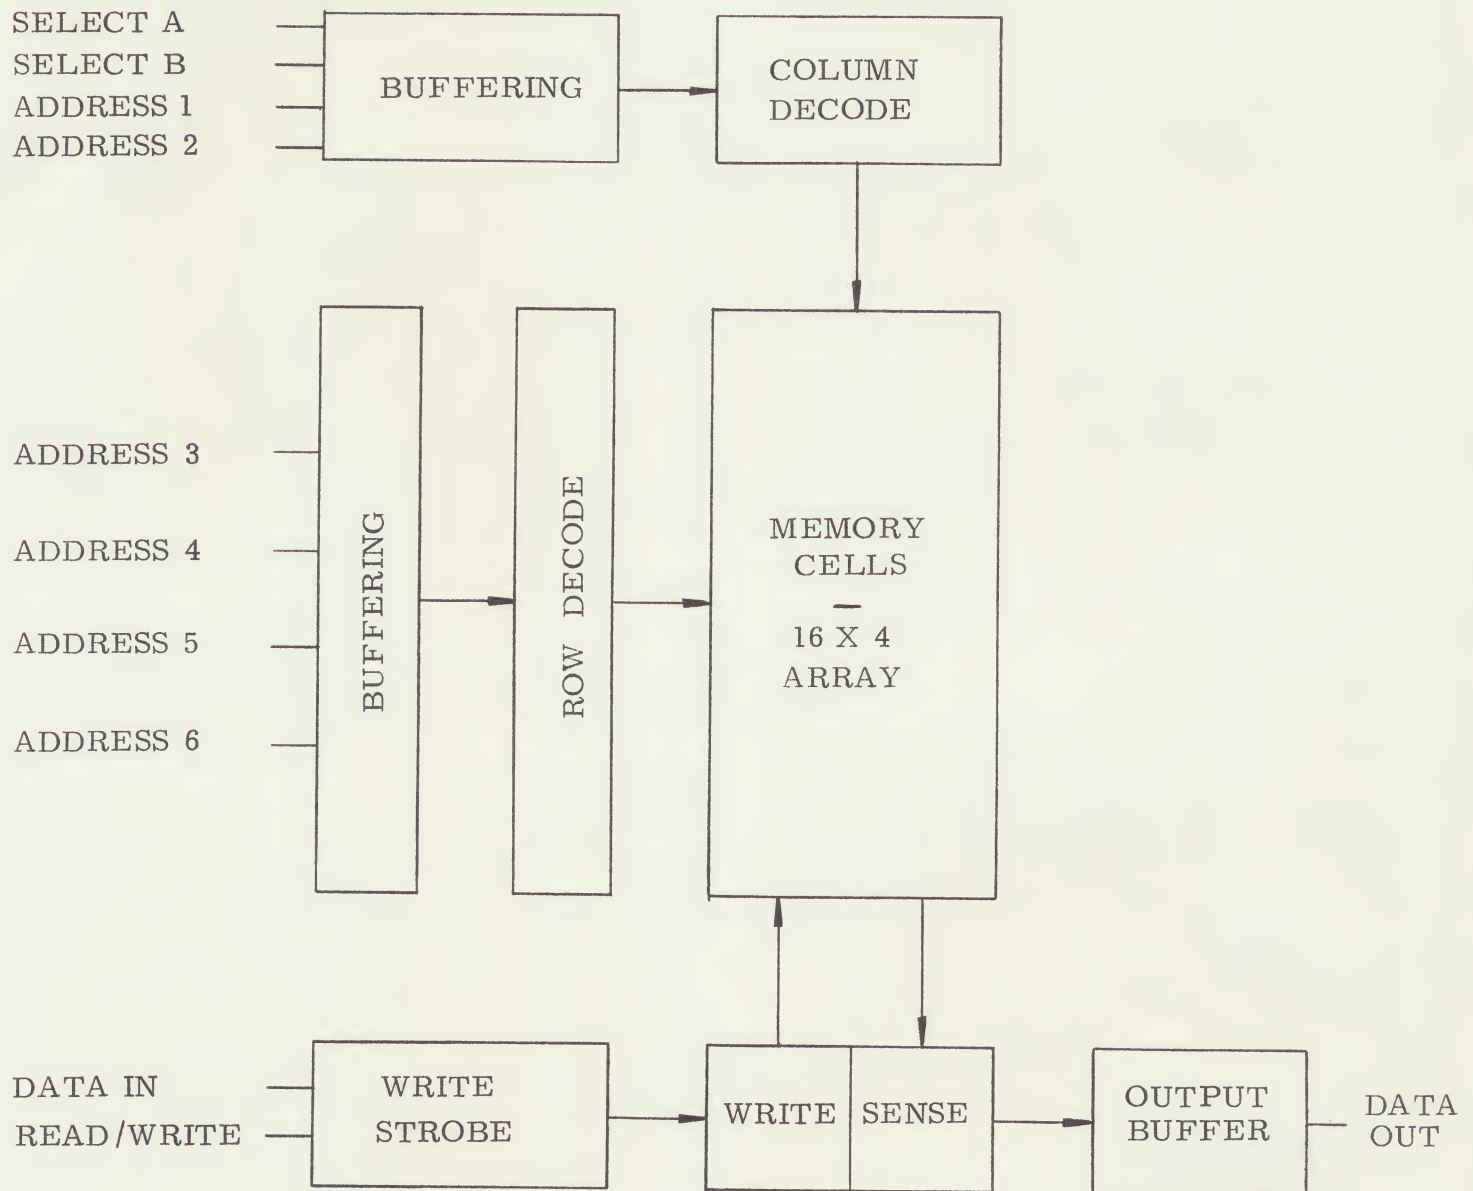 SELECT A
SELECT B
ADDRESS 1
ADDRESS 2
BUFFERING
COLUMN
DECODE
ADDRESS 3
ADDRESS 4
ADDRESS 5
ADDRESS 6
BUFFERING
ROW DECODE
MEMORY
CELLS
—
16 X 4
ARRAY
DATA IN
READ/WRITE
WRITE
STROBE
WRITE
SENSE
OUTPUT
BUFFER
DATA
OUT